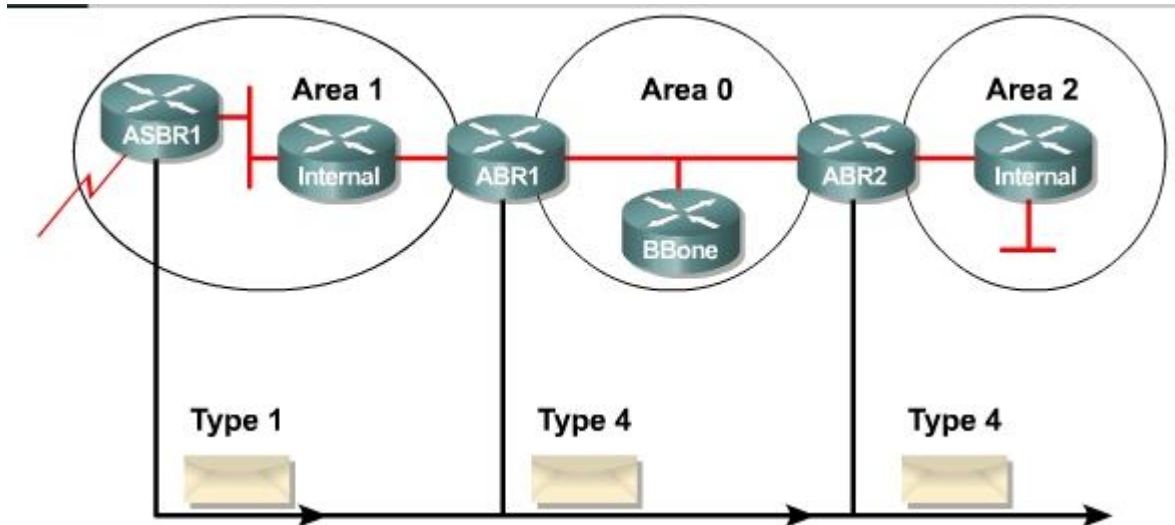 Area 1
Area 0
Area 2
ASBR1
Internal
ABR1
ABR2
Internal
BBone
Type 1
Type 4
Type 4